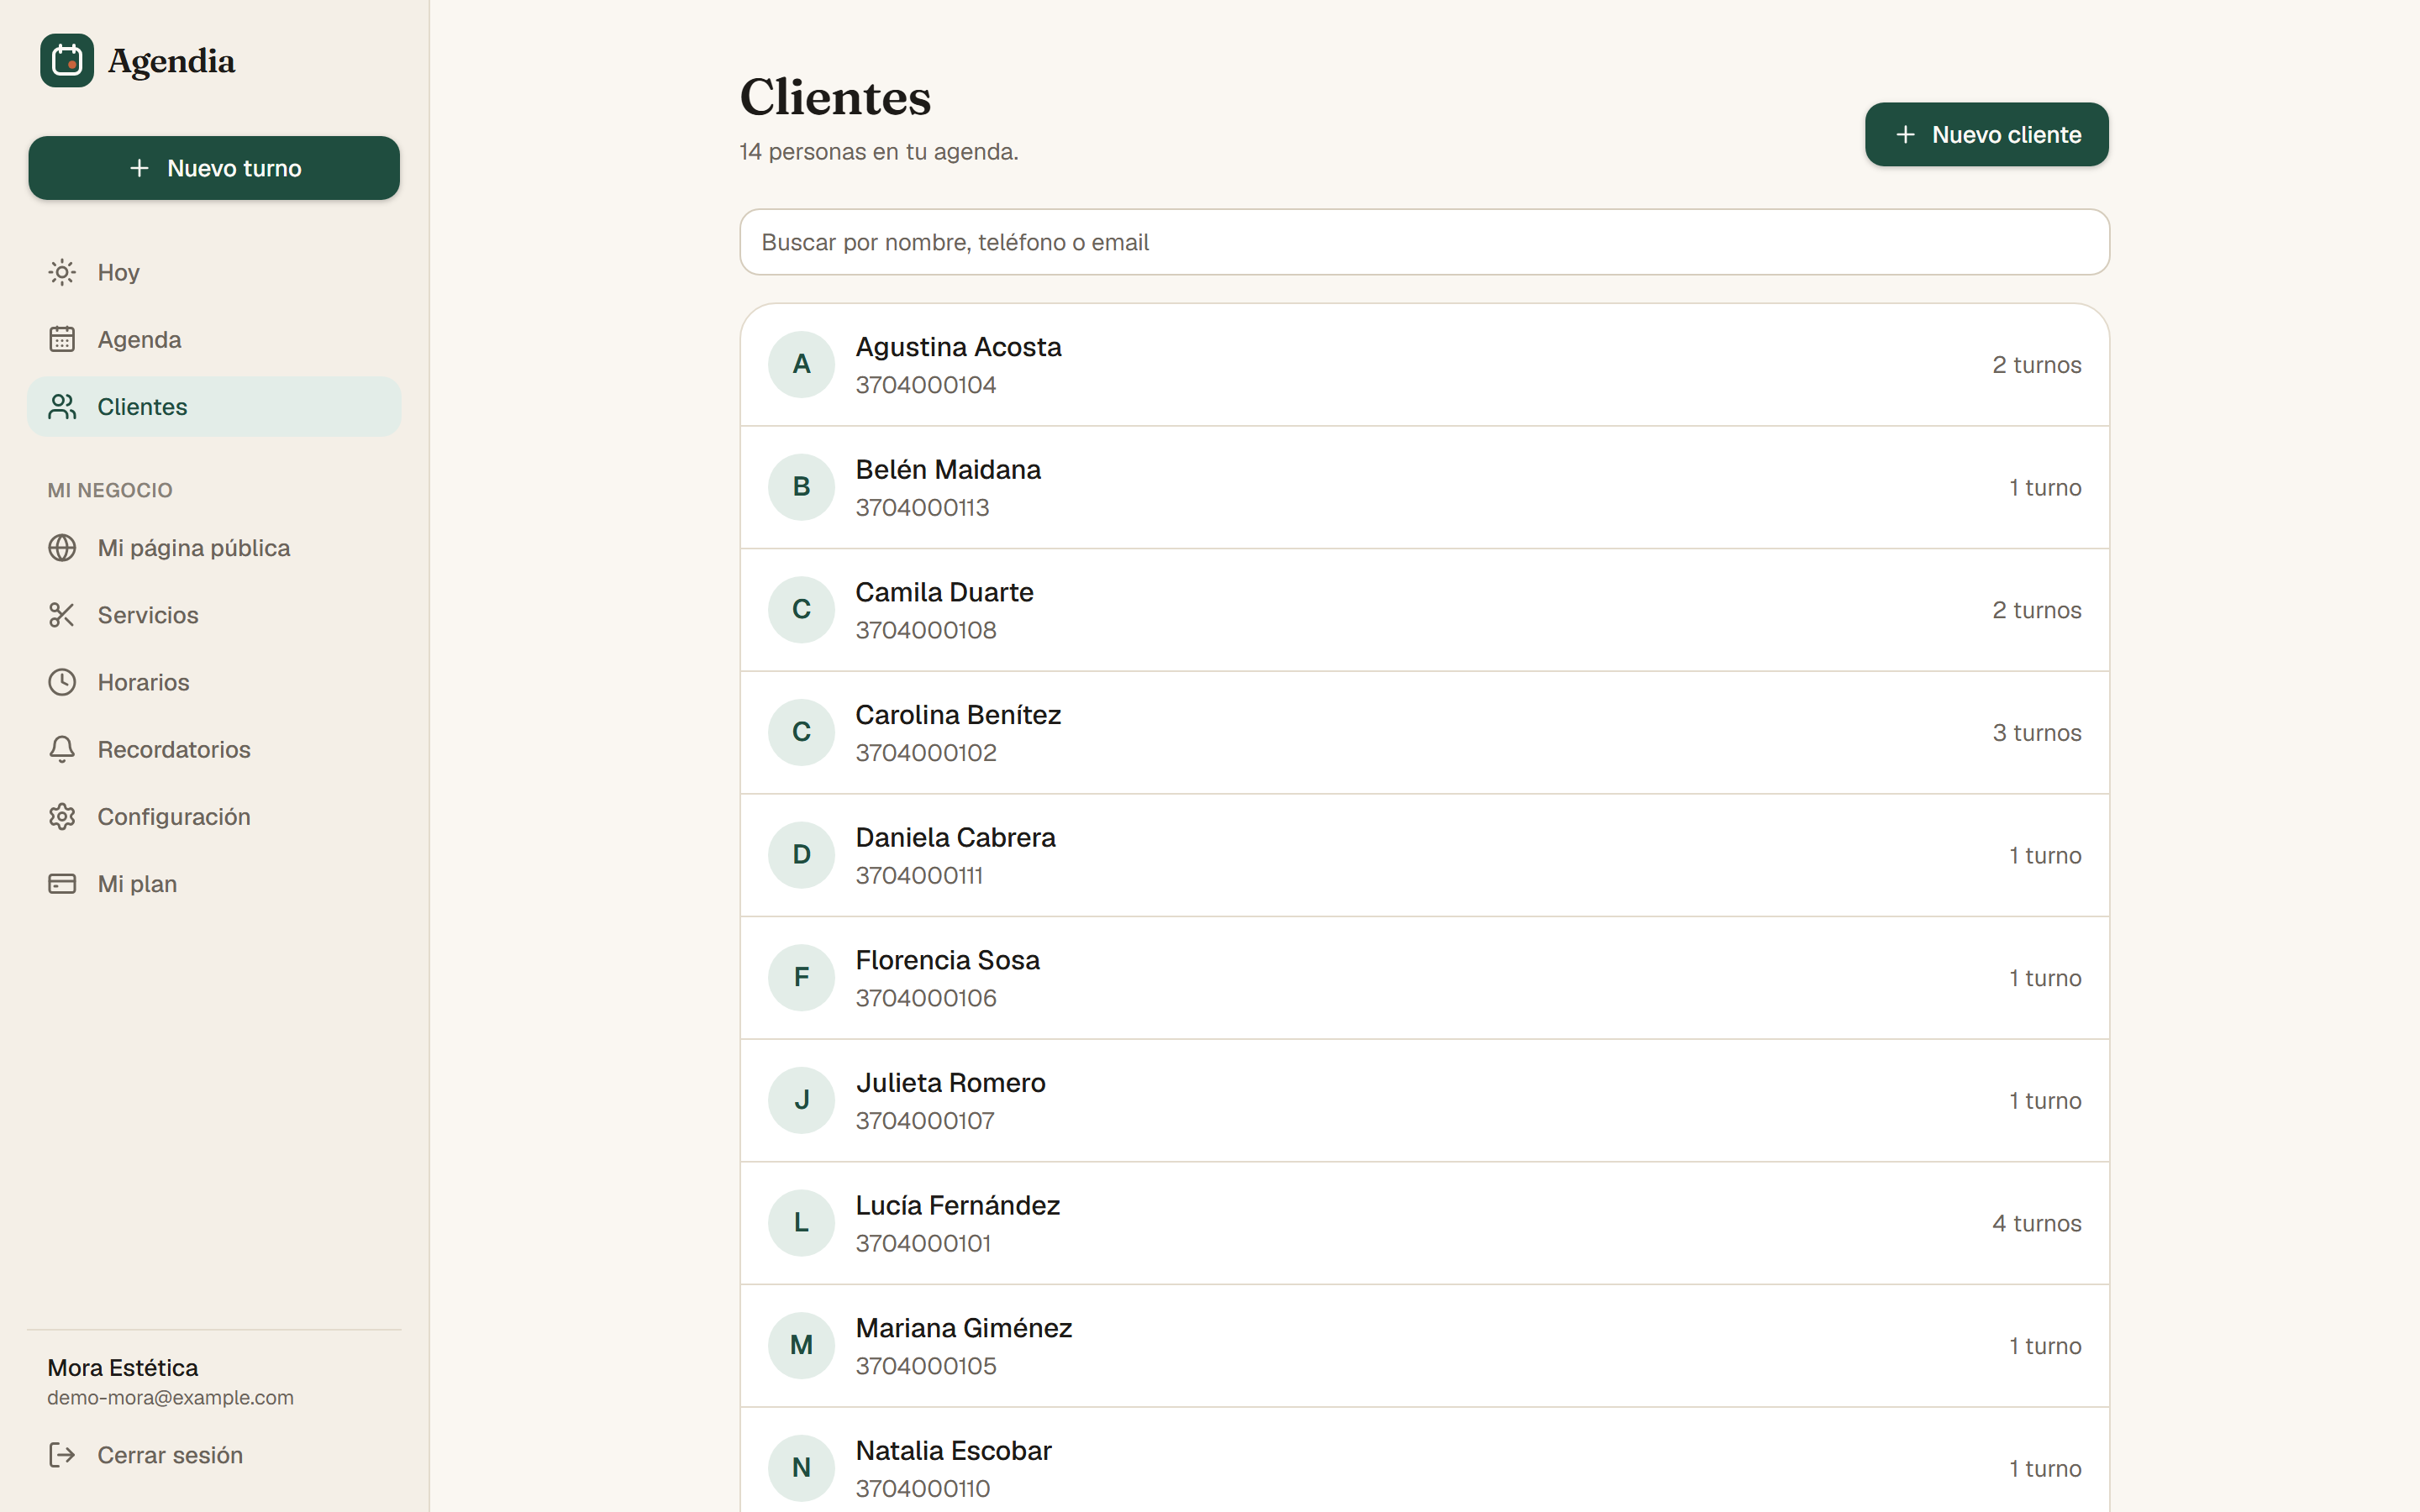 Agendia
Nuevo turno
Hoy
Agenda
Clientes
MI NEGOCIO
Mi página pública
Servicios
Horarios
Recordatorios
Configuración
Mi plan
Mora Estética
demo-mora@example.com
Cerrar sesión
Clientes
14 personas en tu agenda.
Nuevo cliente
Buscar por nombre, teléfono o email
A
Agustina Acosta
3704000104
2 turnos
B
Belén Maidana
3704000113
1 turno
C
Camila Duarte
3704000108
2 turnos
C
Carolina Benítez
3704000102
3 turnos
D
Daniela Cabrera
3704000111
1 turno
F
Florencia Sosa
3704000106
1 turno
J
Julieta Romero
3704000107
1 turno
L
Lucía Fernández
3704000101
4 turnos
M
Mariana Giménez
3704000105
1 turno
N
Natalia Escobar
3704000110
1 turno